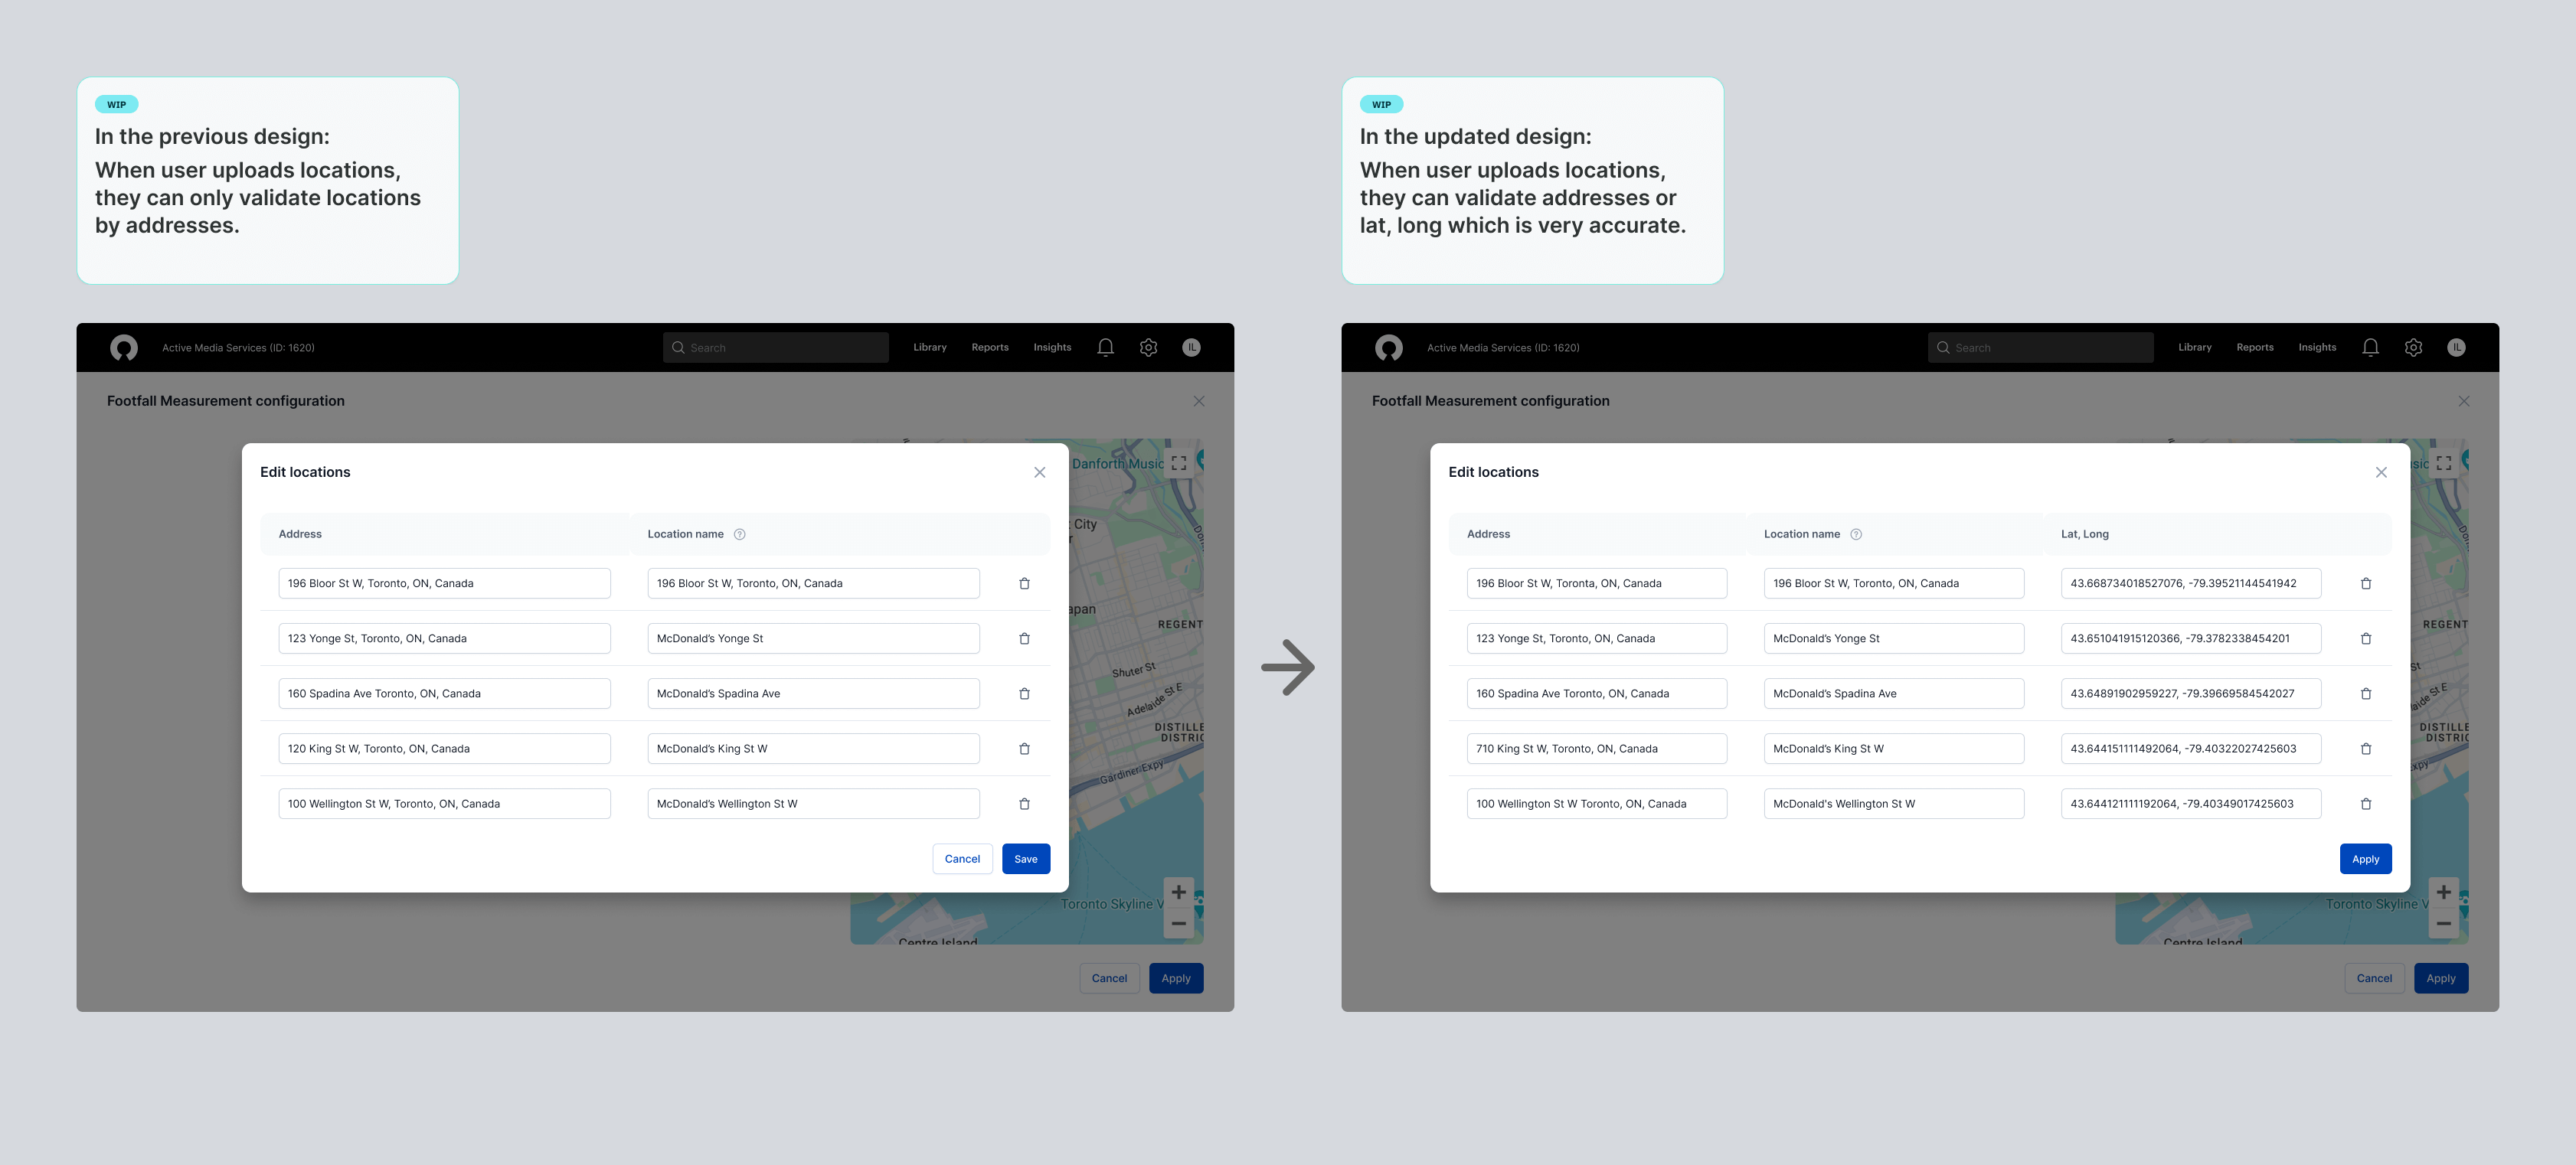 WIP
In the previous design:
When user uploads locations,
they can only validate locations
by addresses.
WIP
In the updated design:
When user uploads locations,
they can validate addresses or
lat, long which is very accurate.
Active Media Services (ID: 1620)
Search
Library
Reports
Insights
IL
Footfall Measurement configuration
Danforth Music
Edit locations
Address
Location name
?
City
196 Bloor St W, Toronto, ON, Canada
196 Bloor St W, Toronto, ON, Canada
apan
REGENT
123 Yonge St, Toronto, ON, Canada
McDonald's Yonge St
Shuter St
160 Spadina Ave Toronto, ON, Canada
McDonald's Spadina Ave
Adelaide St E
DISTILLE
DISTRIC
120 King St W, Toronto, ON, Canada
McDonald's King St W
Gardiner Expy
100 Wellington St W, Toronto, ON, Canada
McDonald's Wellington St W
Cancel
Save
Toronto Skyline V
Centre Island
Cancel
Apply
Active Media Services (ID: 1620)
Search
Library
Reports
Insights
IL
Footfall Measurement configuration
Edit locations
Address
Location name
?
Lat, Long
196 Bloor St W, Toronta, ON, Canada
196 Bloor St W, Toronto, ON, Canada
43.668734018527076, -79.39521144541942
REGENT
123 Yonge St, Toronto, ON, Canada
McDonald's Yonge St
43.651041915120366, -79.3782338454201
St
160 Spadina Ave Toronto, ON, Canada
McDonald's Spadina Ave
43.64891902959227, -79.39669584542027
aide St E
DISTILLE
DISTRIC
710 King St W, Toronto, ON, Canada
McDonald's King St W
43.644151111492064, -79.40322027425603
Expy
100 Wellington St W Toronto, ON, Canada
McDonald's Wellington St W
43.644121111192064, -79.40349017425603
Apply
Toronto Skyline V
Centre Island
Cancel
Apply